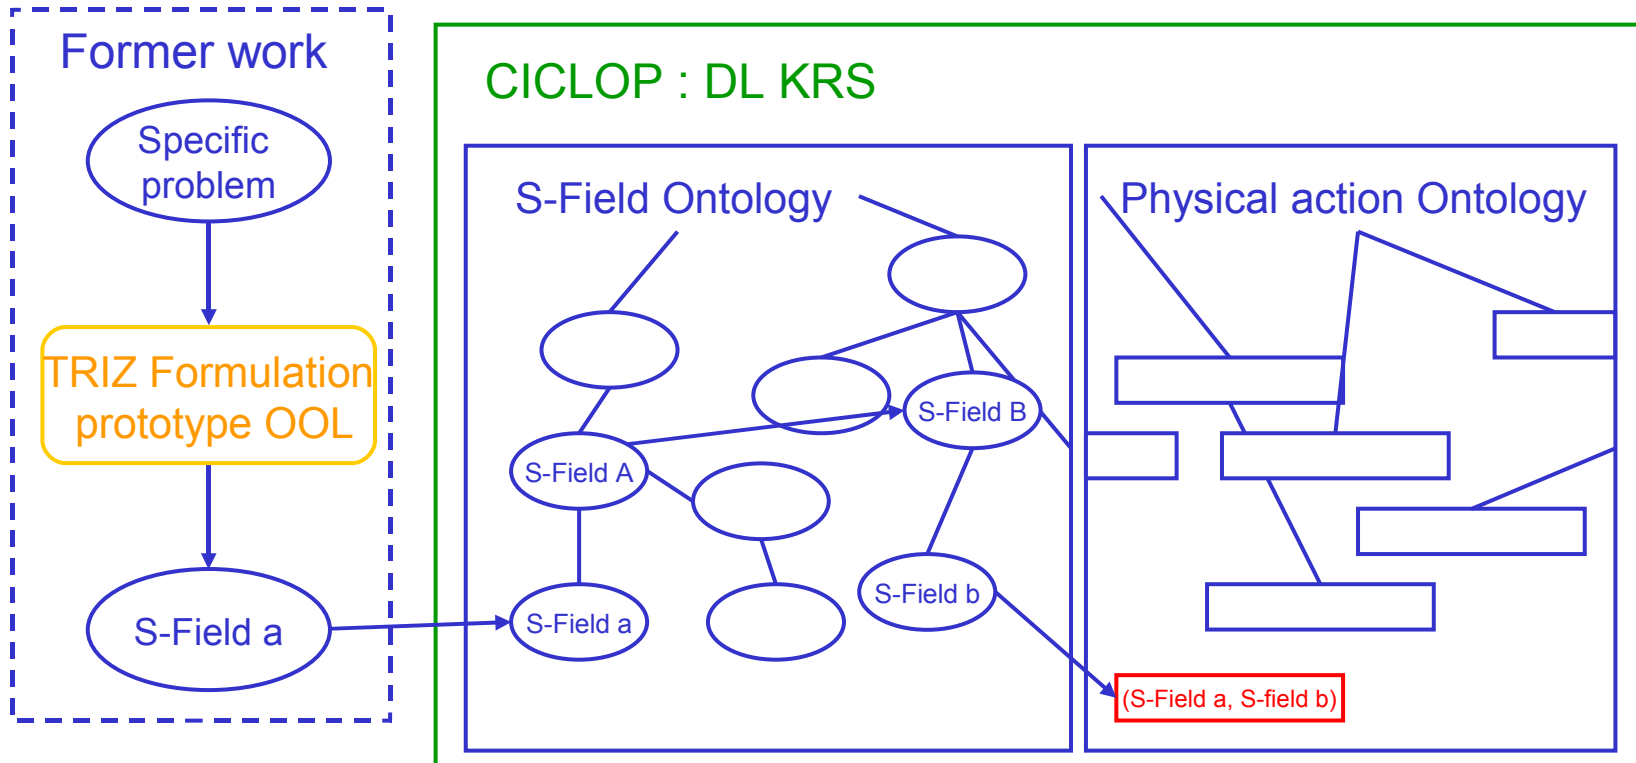 Former work
Specific
problem
TRIZ Formulation
prototype OOL
S-Field a
CICLOP : DL KRS
S-Field Ontology
S-Field B
S-Field A
S-Field b
S-Field a
Physical action Ontology
(S-Field a, S-field b)